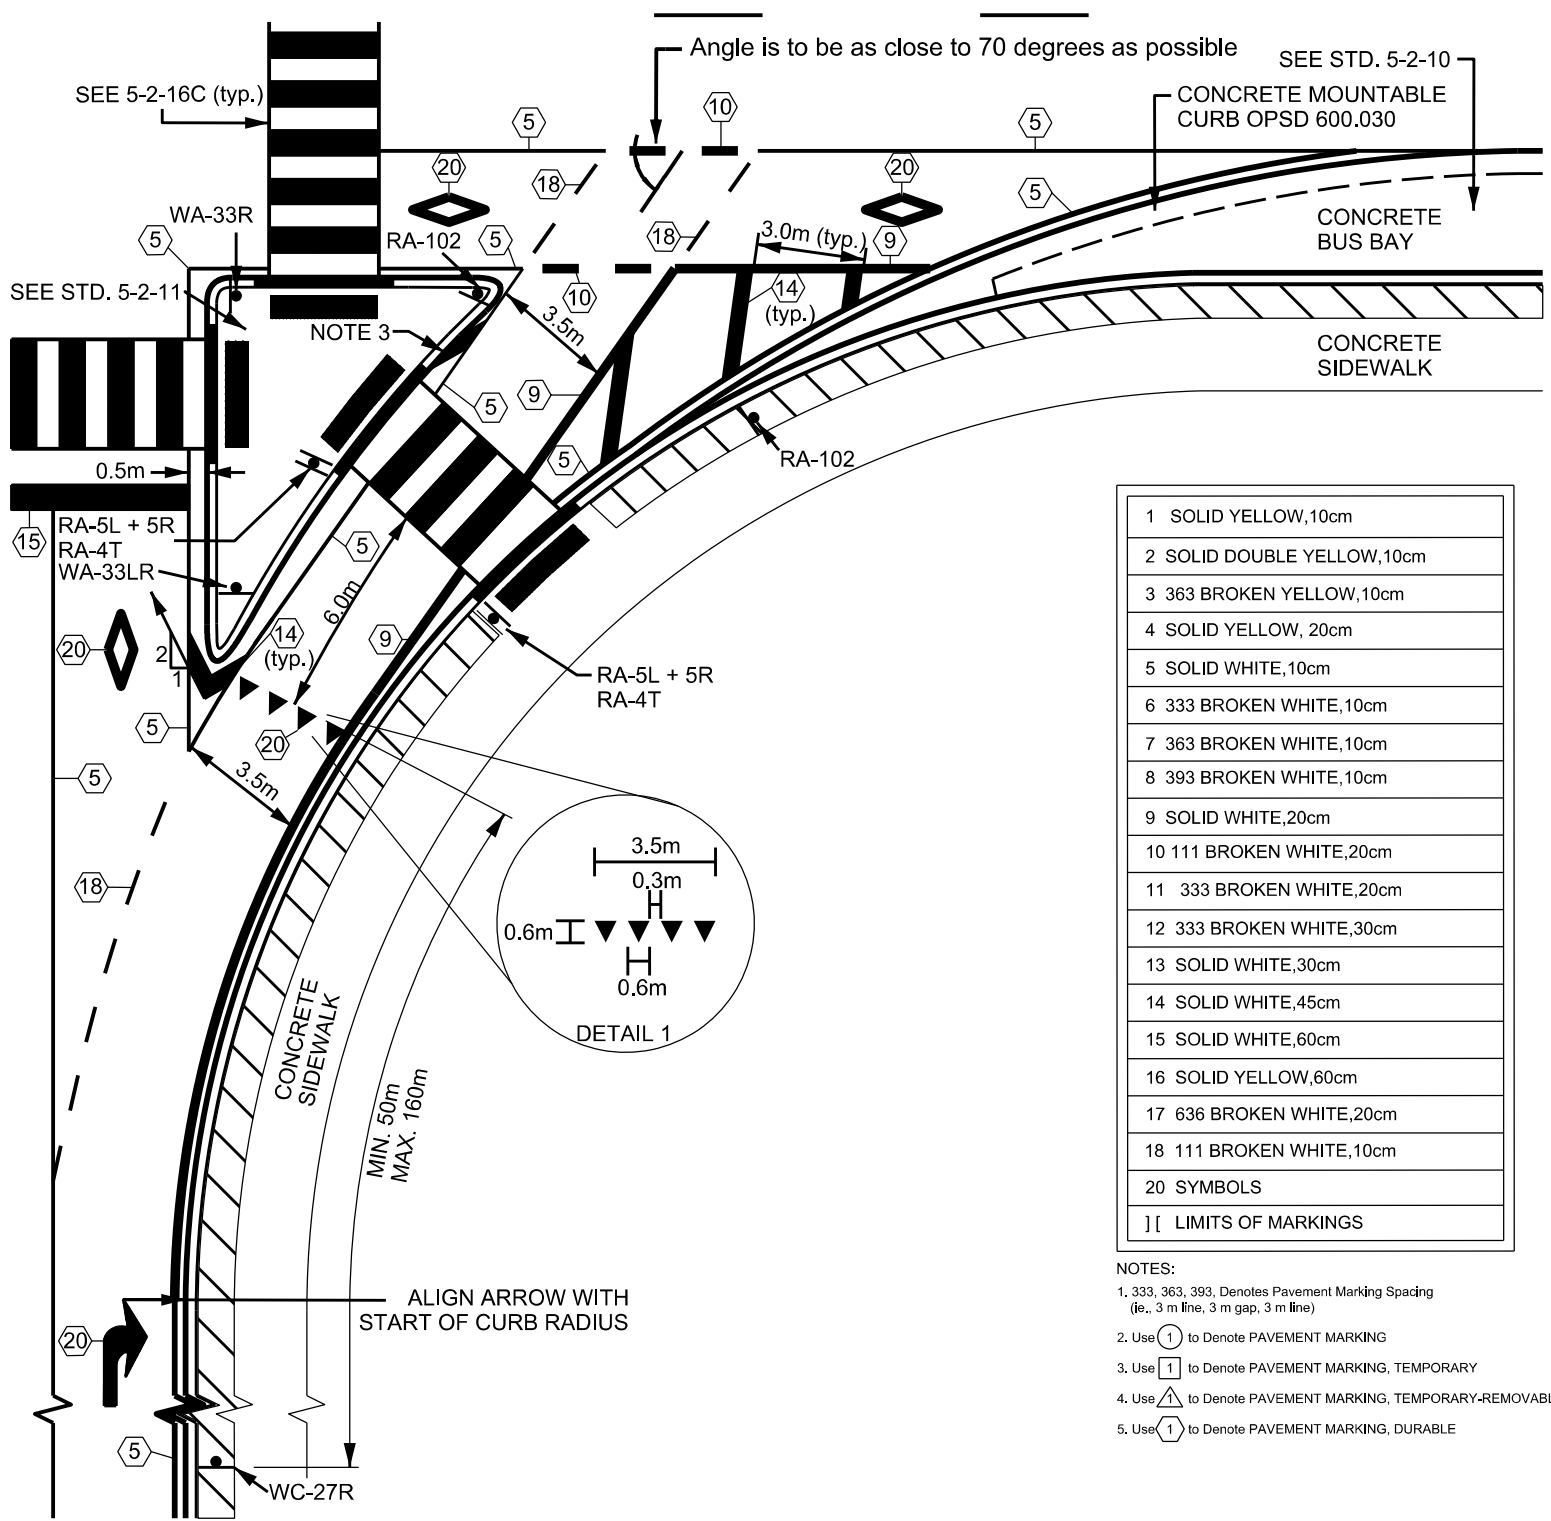 Angle is to be as close to 70 degrees as possible
SEE STD. 5-2-10
SEE 5-2-16C (typ.)
CONCRETE MOUNTABLE
CURB OPSD 600.030
5
10
5
20
18
20
5
WA-33R
CONCRETE
BUS BAY
5
RA-102
5
18
3.0m (typ.)
9
SEE STD. 5-2-11
10
14
(typ.)
3.5m
NOTE 3
CONCRETE
SIDEWALK
5
9
0.5m
5
RA-102
15
RA-5L + 5R
RA-4T
WA-33LR
5
6.0m
20
2
1
14
(typ.)
9
RA-5L + 5R
RA-4T
5
20
5
3.5m
3.5m
0.3m
0.6m
0.6m
DETAIL 1
18
CONCRETE
SIDEWALK
MIN. 50m
MAX. 160m
ALIGN ARROW WITH
START OF CURB RADIUS
20
5
WC-27R
1 SOLID YELLOW,10cm
2 SOLID DOUBLE YELLOW,10cm
3 363 BROKEN YELLOW,10cm
4 SOLID YELLOW, 20cm
5 SOLID WHITE,10cm
6 333 BROKEN WHITE,10cm
7 363 BROKEN WHITE,10cm
8 393 BROKEN WHITE,10cm
9 SOLID WHITE,20cm
10 111 BROKEN WHITE,20cm
11 333 BROKEN WHITE,20cm
12 333 BROKEN WHITE,30cm
13 SOLID WHITE,30cm
14 SOLID WHITE,45cm
15 SOLID WHITE,60cm
16 SOLID YELLOW,60cm
17 636 BROKEN WHITE,20cm
18 111 BROKEN WHITE,10cm
20 SYMBOLS
] [ LIMITS OF MARKINGS
NOTES:
1. 333, 363, 393, Denotes Pavement Marking Spacing
(ie., 3 m line, 3 m gap, 3 m line)
2. Use 1 to Denote PAVEMENT MARKING
3. Use 1 to Denote PAVEMENT MARKING, TEMPORARY
4. Use 1 to Denote PAVEMENT MARKING, TEMPORARY-REMOVABL
5. Use 1 to Denote PAVEMENT MARKING, DURABLE